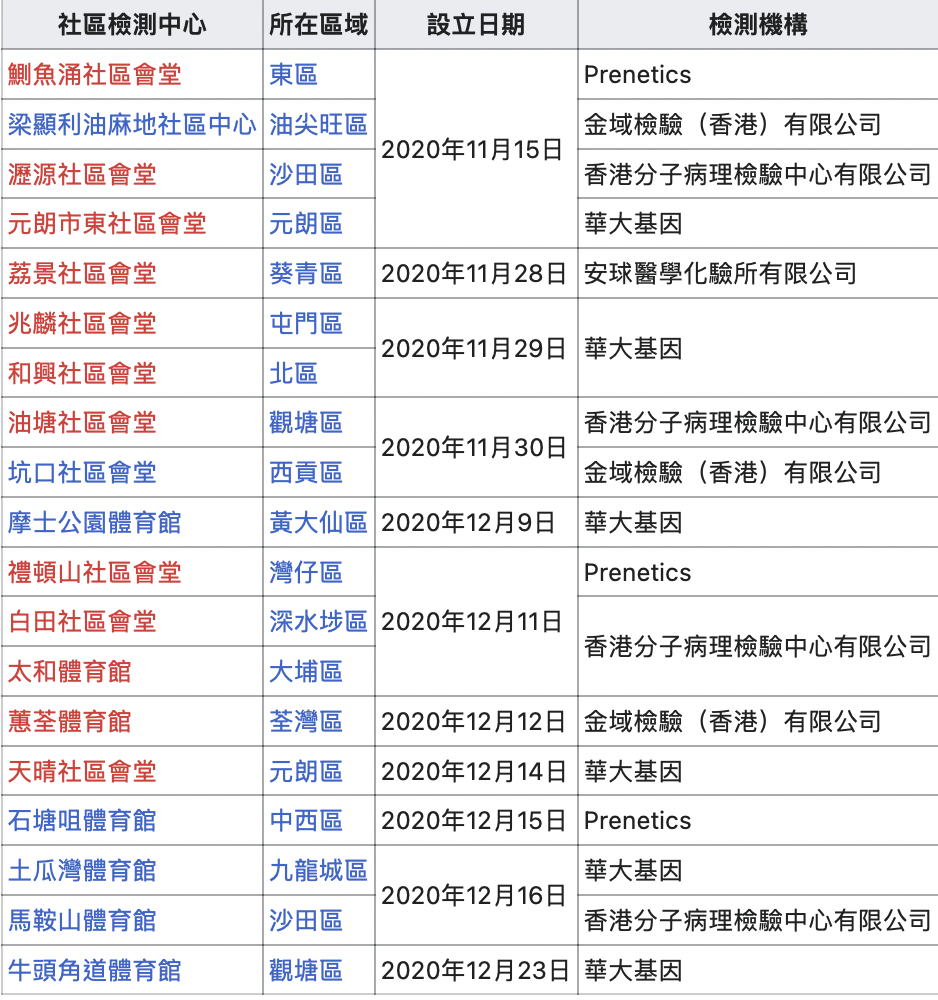 社區檢測中心 所在區域 設立日期 檢測機構
鰂魚涌社區會堂 東區 2020年11月15日 Prenetics
梁顯利油麻地社區中心 油尖旺區 金域檢驗（香港）有限公司
瀝源社區會堂 沙田區 香港分子病理檢驗中心有限公司
元朗市東社區會堂 元朗區 華大基因
荔景社區會堂 葵青區 2020年11月28日 安球醫學化驗所有限公司
兆麟社區會堂 屯門區 2020年11月29日 華大基因
和興社區會堂 北區
油塘社區會堂 觀塘區 2020年11月30日 香港分子病理檢驗中心有限公司
坑口社區會堂 西貢區 金域檢驗（香港）有限公司
摩士公園體育館 黃大仙區 2020年12月9日 華大基因
禮頓山社區會堂 灣仔區 2020年12月11日 Prenetics
白田社區會堂 深水埗區 香港分子病理檢驗中心有限公司
太和體育館 大埔區
蕙荃體育館 荃灣區 2020年12月12日 金域檢驗（香港）有限公司
天晴社區會堂 元朗區 2020年12月14日 華大基因
石塘咀體育館 中西區 2020年12月15日 Prenetics
土瓜灣體育館 九龍城區 2020年12月16日 華大基因
馬鞍山體育館 沙田區 香港分子病理檢驗中心有限公司
牛頭角道體育館 觀塘區 2020年12月23日 華大基因